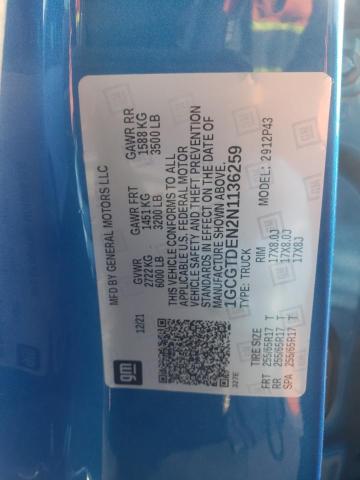 MFD BY GENERAL MOTORS LLC
GVWR GAWR FRT GAWR RR
2722 KG 1451 KG 1588 KG
6000 LB 3200 LB 3500 LB
THIS VEHICLE CONFORMS TO ALL
APPLICABLE U.S. FEDERAL MOTOR
VEHICLE SAFETY AND THEFT PREVENTION
STANDARDS IN EFFECT ON THE DATE OF
MANUFACTURE SHOWN ABOVE.
12/21
1GCGTDEN2N1136259
TYPE: TRUCK MODEL: 2912P43
gm
327E
TIRE SIZE RIM
FRT 255/65R17 T 17X8.0J
RR 255/65R17 T 17X8.0J
SPA 255/65R17 T 17X8J